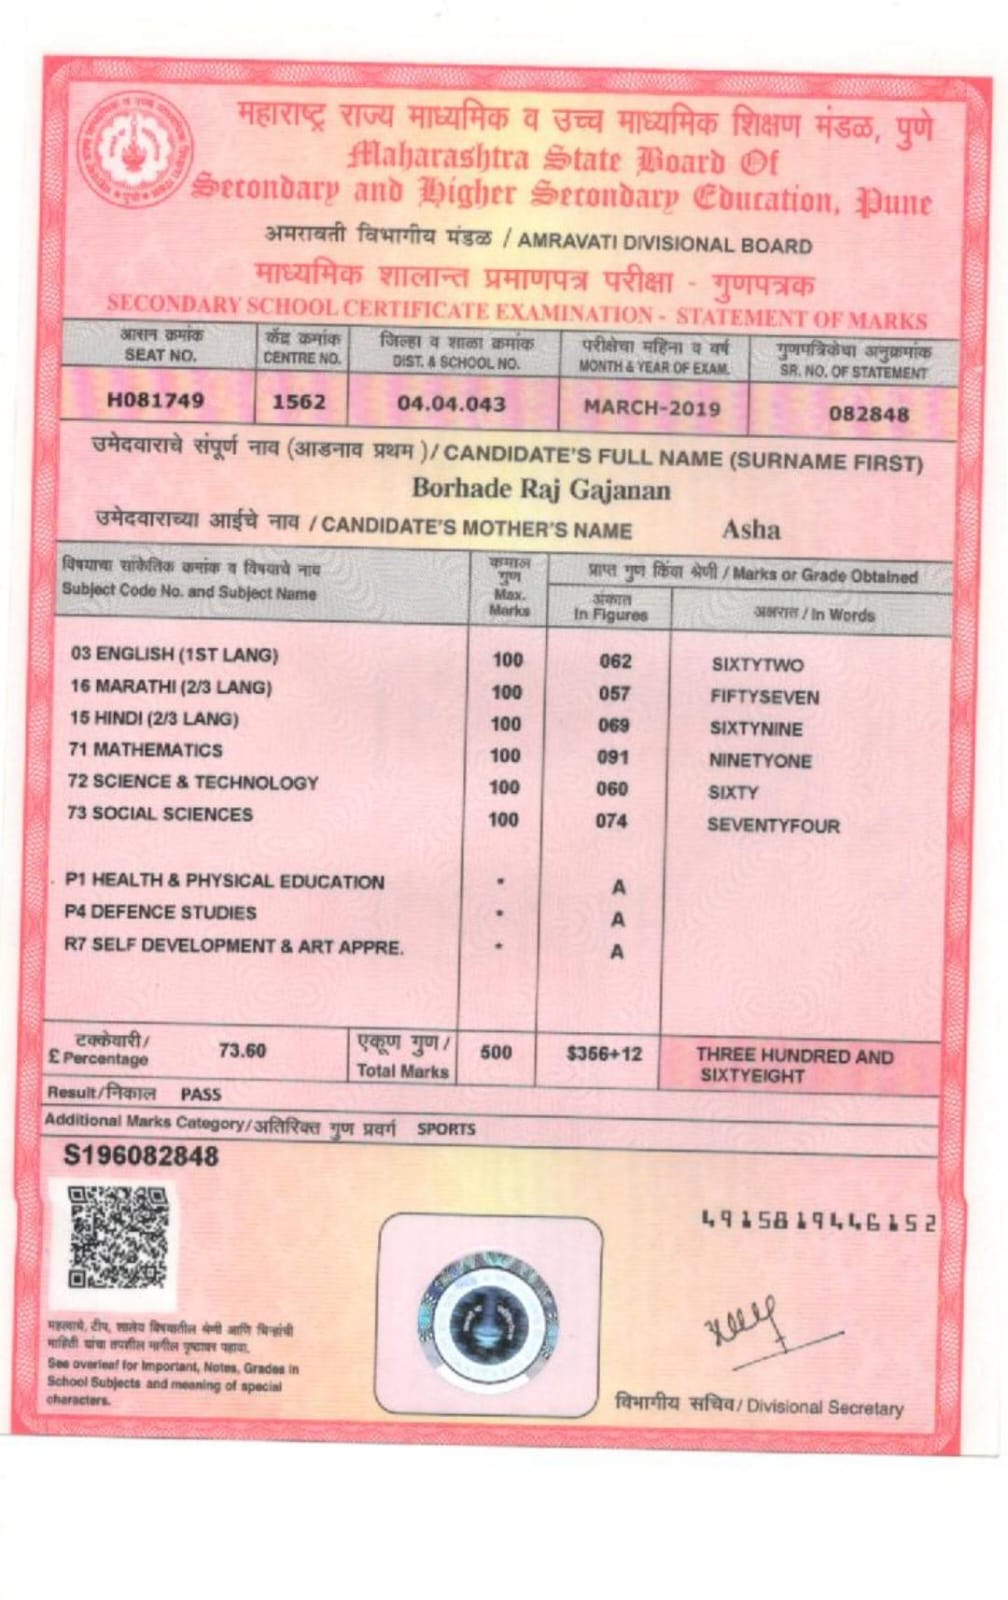 महाराष्ट्र राज्य माध्यमिक व उच्च माध्यमिक शिक्षण मंडळ, पुणे
Maharashtra State Board Of
Secondary and Higher Secondary Education, Pune
अमरावती विभागीय मंडळ / AMRAVATI DIVISIONAL BOARD
माध्यमिक शालान्त प्रमाणपत्र परीक्षा - गुणपत्रक
SECONDARY SCHOOL CERTIFICATE EXAMINATION - STATEMENT OF MARKS
आसन क्रमांक केंद्र क्रमांक जिल्हा व शाळा क्रमांक परीक्षेचा महिना व वर्ष गुणपत्रिकेचा अनुक्रमांक
SEAT NO. CENTRE NO. DIST. & SCHOOL NO. MONTH & YEAR OF EXAM. SR. NO. OF STATEMENT
H081749 1562 04.04.043 MARCH-2019 082848
उमेदवाराचे संपूर्ण नाव (आडनाव प्रथम )/ CANDIDATE'S FULL NAME (SURNAME FIRST)
Borhade Raj Gajanan
उमेदवाराच्या आईचे नाव / CANDIDATE'S MOTHER'S NAME Asha
विषयाचा सांकेतिक क्रमांक व विषयाचे नाव
Subject Code No. and Subject Name
कमाल
गुण
Max.
Marks
प्राप्त गुण किंवा श्रेणी / Marks or Grade Obtained
अंकात
In Figures
अक्षरात / In Words
03 ENGLISH (1ST LANG) 100 062 SIXTYTWO
16 MARATHI (2/3 LANG) 100 057 FIFTYSEVEN
15 HINDI (2/3 LANG) 100 069 SIXTYNINE
71 MATHEMATICS 100 091 NINETYONE
72 SCIENCE & TECHNOLOGY 100 060 SIXTY
73 SOCIAL SCIENCES 100 074 SEVENTYFOUR
P1 HEALTH & PHYSICAL EDUCATION * A
P4 DEFENCE STUDIES * A
R7 SELF DEVELOPMENT & ART APPRE. * A
टक्केवारी/
£ Percentage
73.60
एकूण गुण /
Total Marks
500 $356+12
THREE HUNDRED AND
SIXTYEIGHT
Result/निकाल PASS
Additional Marks Category/अतिरिक्त गुण प्रवर्ग SPORTS
S196082848
4915819446152
महत्वाचे, टीप, शालेय विषयातील श्रेणी आणि चिन्हांची
माहिती यांचा तपशील मागील पृष्ठावर पहावा.
See overleaf for Important, Notes, Grades in
School Subjects and meaning of special
characters.
विभागीय सचिव/ Divisional Secretary